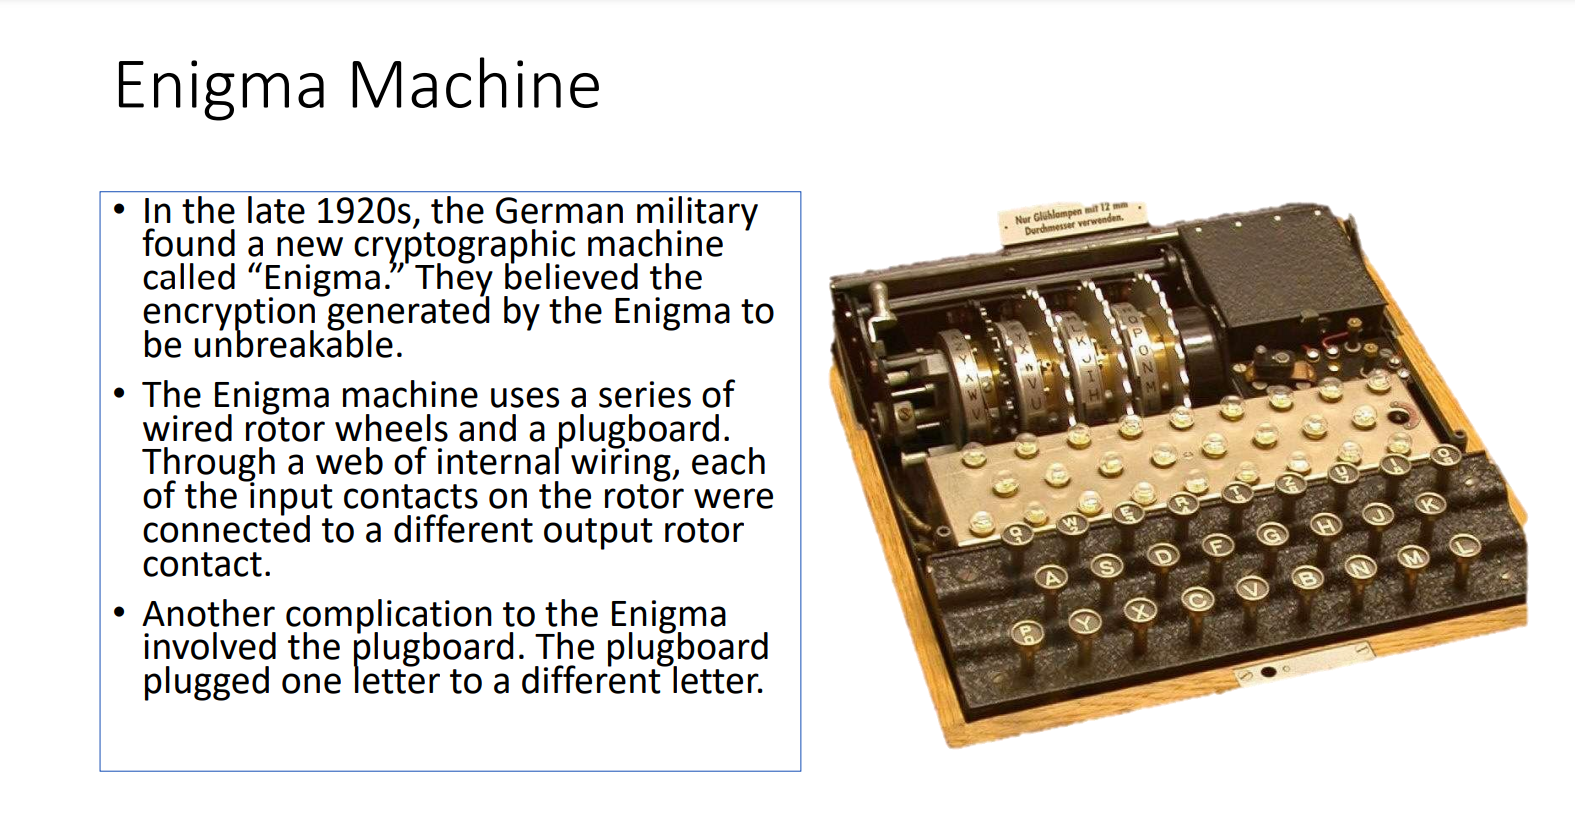 Enigma Machine
• In the late 1920s, the German military
found a new cryptographic machine
called “Enigma.” They believed the
encryption generated by the Enigma to
be unbreakable.
• The Enigma machine uses a series of
wired rotor wheels and a plugboard.
Through a web of internal wiring, each
of the input contacts on the rotor were
connected to a different output rotor
contact.
• Another complication to the Enigma
involved the plugboard. The plugboard
plugged one letter to a different letter.
Nur Glühlampen mit 12 mm
Durchmesser verwenden.
Q W E R T Z U I O
A S D F G H J K
P Y X C V B N M L